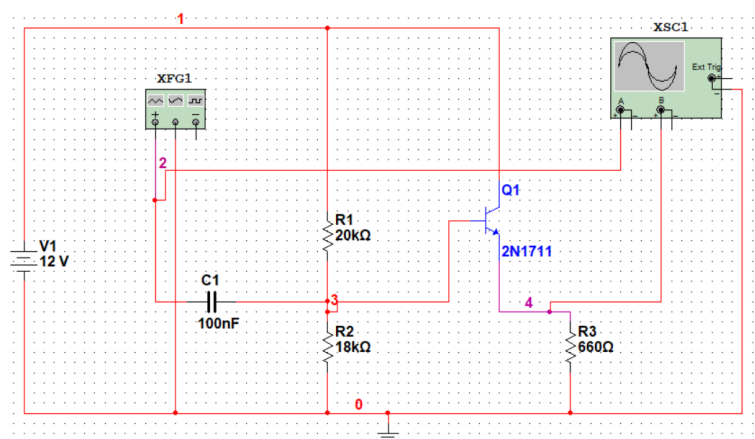 1
XSC1
XFG1
Ext Trig
+
-
A
B
+
-
+
-
+
-
2
Q1
R1
20kΩ
V1
12 V
2N1711
C1
3
4
100nF
R2
18kΩ
R3
660Ω
0